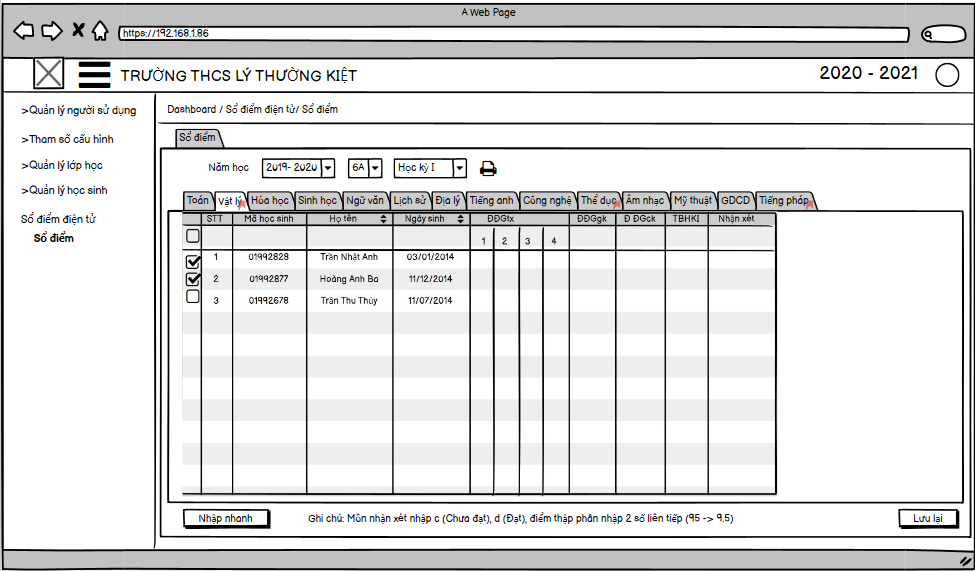 A Web Page
https://192.168.1.86
TRƯỜNG THCS LÝ THƯỜNG KIỆT 2020 - 2021
>Quản lý người sử dụng
>Tham số cấu hình
>Quản lý lớp học
>Quản lý học sinh
Sổ điểm điện tử
Sổ điểm
Dashboard / Sổ điểm điện tử/ Sổ điểm
Sổ điểm
Năm học 2019- 2020 6A Học kỳ I
Toán Vật lý Hóa học Sinh học Ngữ văn Lịch sử Địa lý Tiếng anh Công nghệ Thể dục Âm nhạc Mỹ thuật GDCD Tiếng pháp
STT Mã học sinh Họ tên Ngày sinh ĐĐGtx ĐĐGgk Đ ĐGck TBHKI Nhận xét
1 2 3 4
1 01992828 Trần Nhật Anh 03/01/2014
2 01992877 Hoàng Anh Ba 11/12/2014
3 01992678 Trần Thu Thủy 11/07/2014
Nhập nhanh Ghi chú: Môn nhận xét nhập c (Chưa đạt), d (Đạt), điểm thập phân nhập 2 số liên tiếp (95 -> 9.5) Lưu lại